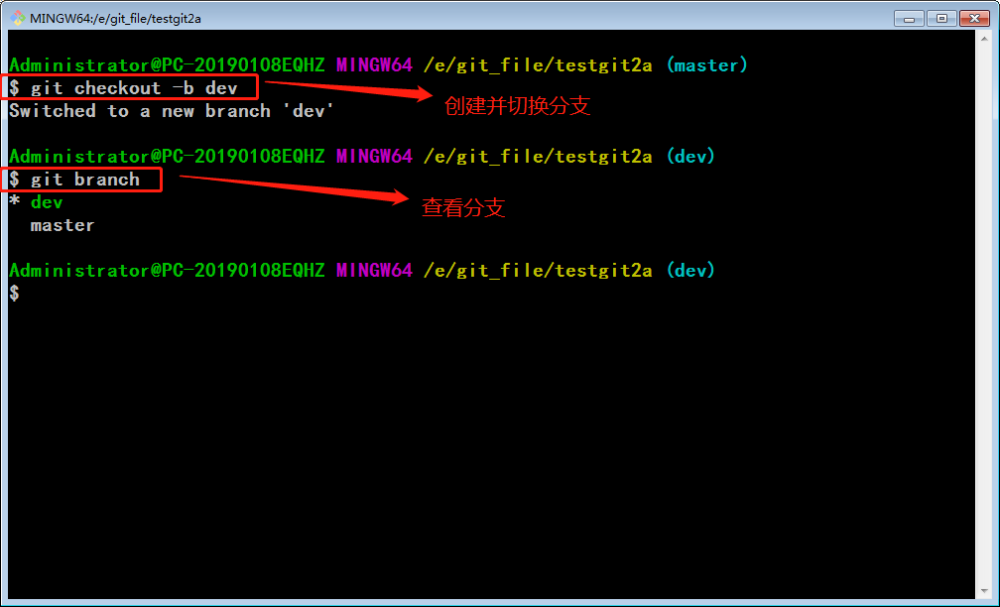 MINGW64:/e/git_file/testgit2a
Administrator@PC-20190108EQHZ MINGW64 /e/git_file/testgit2a (master)
$ git checkout -b dev
创建并切换分支
Switched to a new branch 'dev'
Administrator@PC-20190108EQHZ MINGW64 /e/git_file/testgit2a (dev)
$ git branch
* dev
查看分支
master
Administrator@PC-20190108EQHZ MINGW64 /e/git_file/testgit2a (dev)
$